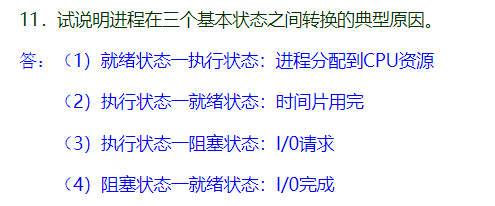 11．试说明进程在三个基本状态之间转换的典型原因。
答：（1）就绪状态—执行状态：进程分配到CPU资源
（2）执行状态—就绪状态：时间片用完
（3）执行状态—阻塞状态：I/0请求
（4）阻塞状态—就绪状态：I/0完成